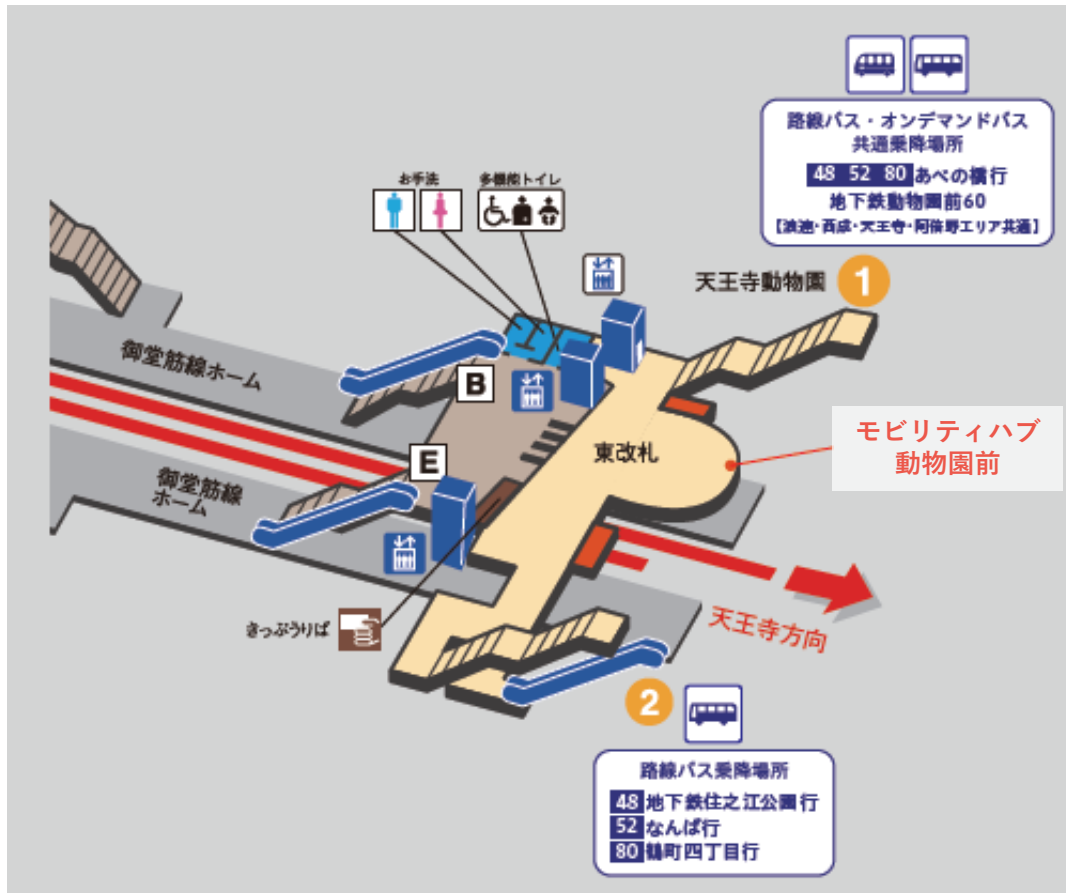 路線バス・オンデマンドバス
共通乗降場所
48 52 80 あべの橋行
地下鉄動物園前60
【浪速・西成・天王寺・阿倍野エリア共通】
お手洗
多機能トイレ
天王寺動物園
1
御堂筋線ホーム
B
東改札
モビリティハブ
動物園前
E
御堂筋線
ホーム
きっぷうりば
天王寺方向
2
路線バス乗降場所
48 地下鉄住之江公園行
52 なんば行
80 鶴町四丁目行